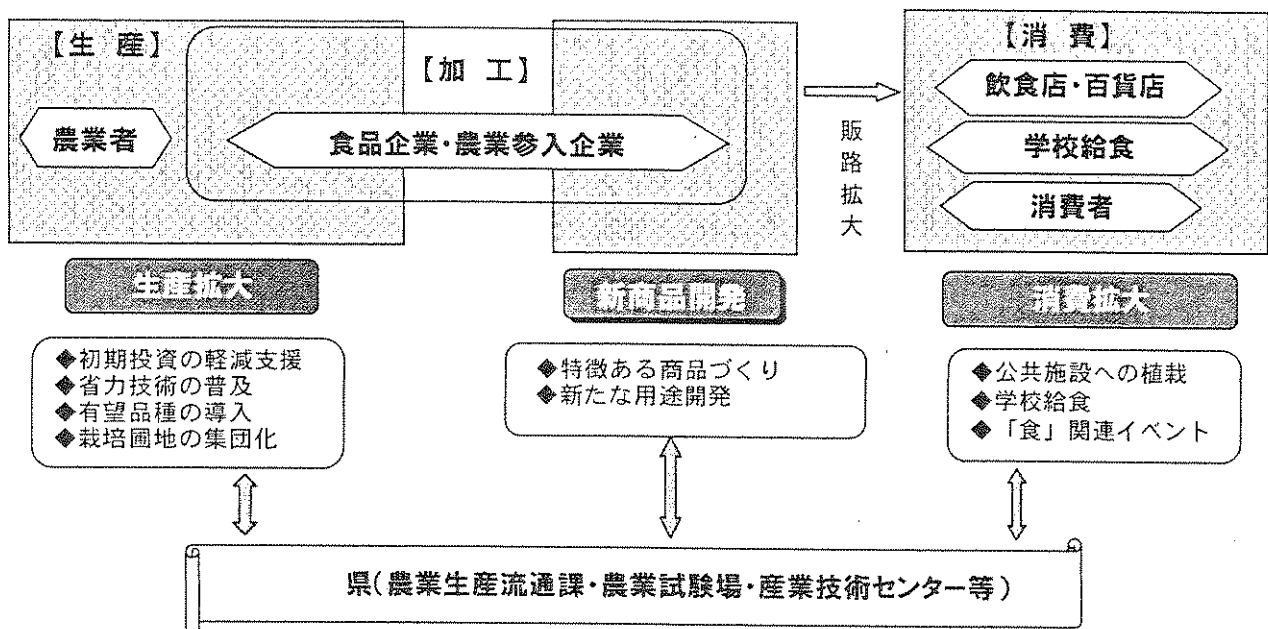 【生 産】
農業者
【加 工】
食品企業・農業参入企業
販路拡大
【消 費】
飲食店・百貨店
学校給食
消費者
生産拡大
◆初期投資の軽減支援
◆省力技術の普及
◆有望品種の導入
◆栽培圃地の集団化
新商品開発
◆特徴ある商品づくり
◆新たな用途開発
消費拡大
◆公共施設への植栽
◆学校給食
◆「食」関連イベント
県(農業生産流通課・農業試験場・産業技術センター等)